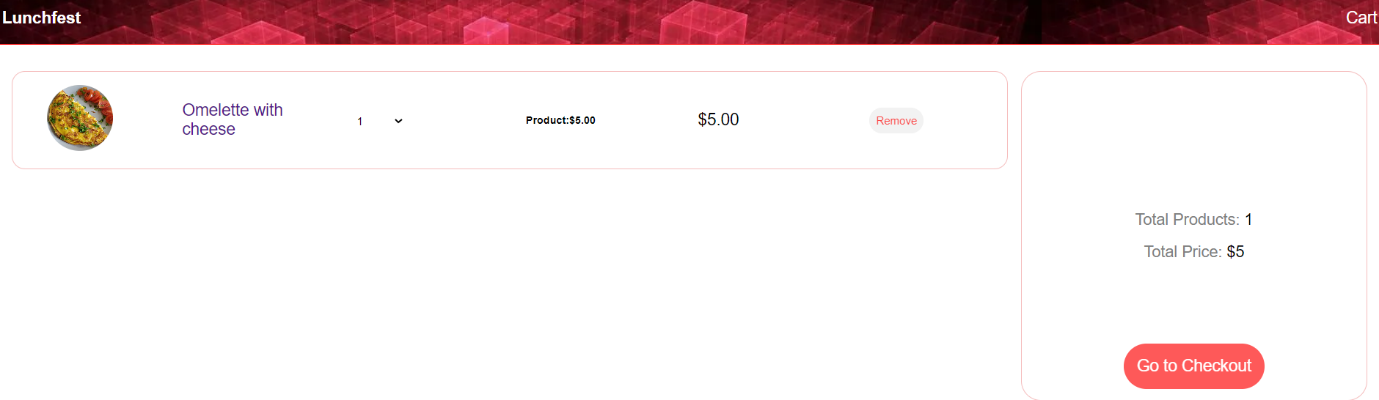 Lunchfest
Cart
Omelette with
cheese
1
Product:$5.00
$5.00
Remove
Total Products: 1
Total Price: $5
Go to Checkout